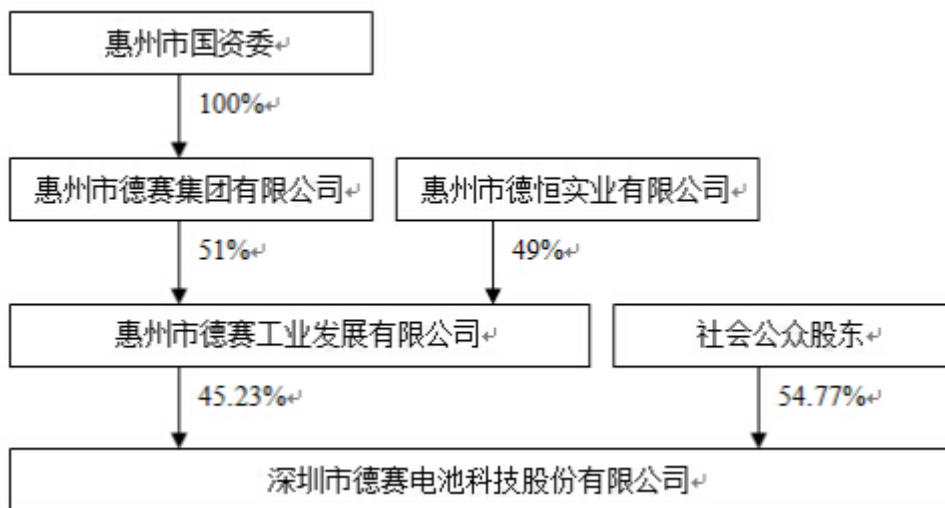 惠州市国资委
100%
惠州市德赛集团有限公司 惠州市德恒实业有限公司
51% 49%
惠州市德赛工业发展有限公司 社会公众股东
45.23% 54.77%
深圳市德赛电池科技股份有限公司